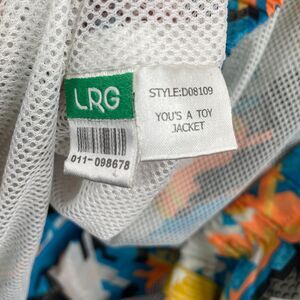 LRG
011-098678
STYLE:D08109
YOU'S A TOY
JACKET